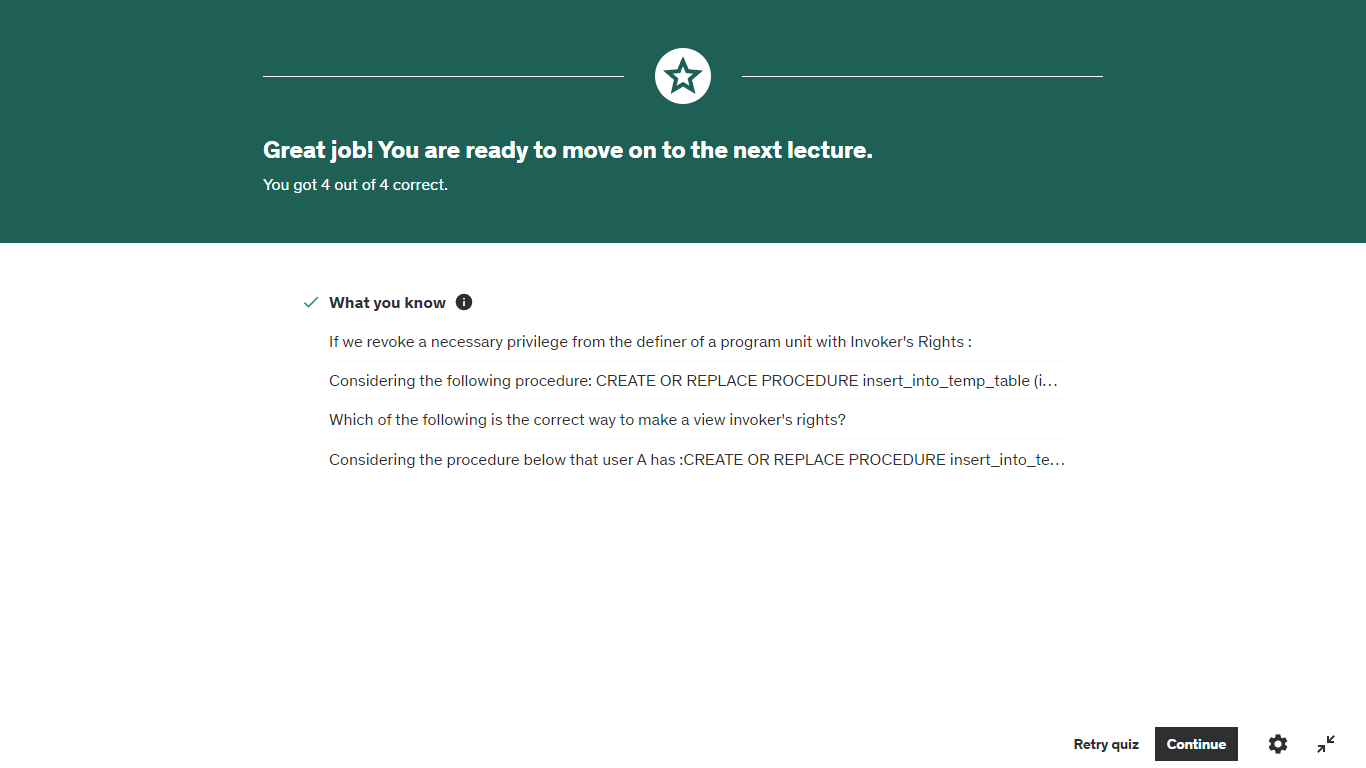 Great job! You are ready to move on to the next lecture.
You got 4 out of 4 correct.
What you know
If we revoke a necessary privilege from the definer of a program unit with Invoker's Rights :
Considering the following procedure: CREATE OR REPLACE PROCEDURE insert_into_temp_table (i…
Which of the following is the correct way to make a view invoker's rights?
Considering the procedure below that user A has :CREATE OR REPLACE PROCEDURE insert_into_te…
Retry quiz
Continue